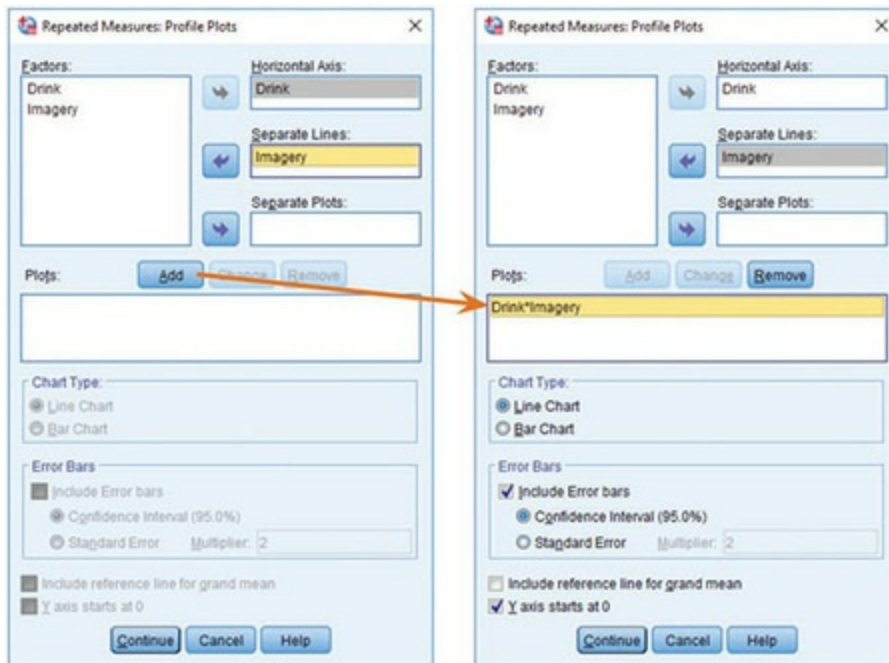 Repeated Measures: Profile Plots
Factors:
Drink
Imagery
Horizontal Axis:
Drink
Separate Lines:
Imagery
Separate Plots:
Plots:
Add
Change
Remove
Chart Type:
Line Chart
Bar Chart
Error Bars
Include Error bars
Confidence Interval (95.0%)
Standard Error
Multiplier: 2
Include reference line for grand mean
Y axis starts at 0
Continue
Cancel
Help
Repeated Measures: Profile Plots
Factors:
Drink
Imagery
Horizontal Axis:
Drink
Separate Lines:
Imagery
Separate Plots:
Plots:
Add
Change
Remove
Drink*Imagery
Chart Type:
Line Chart
Bar Chart
Error Bars
Include Error bars
Confidence Interval (95.0%)
Standard Error
Multiplier: 2
Include reference line for grand mean
Y axis starts at 0
Continue
Cancel
Help